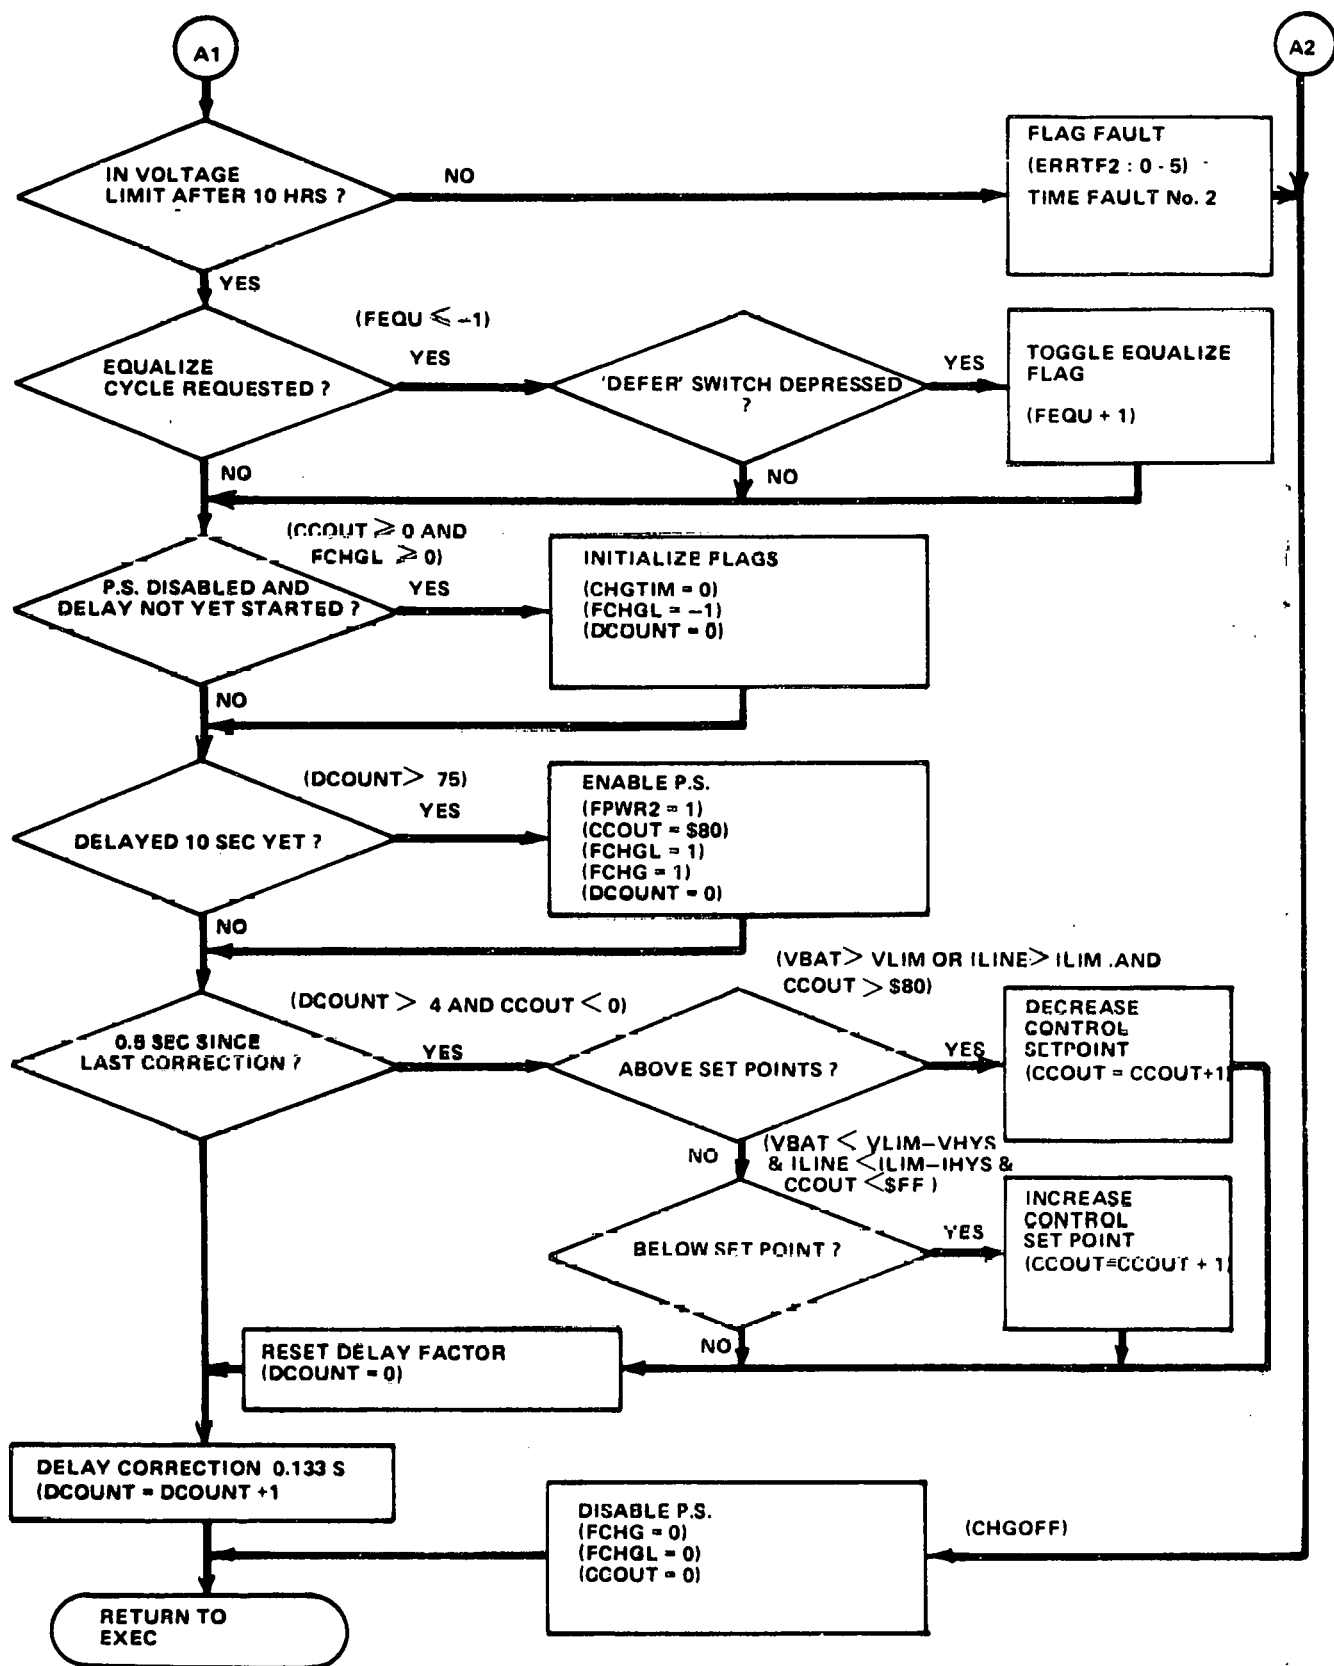 A1
A2
IN VOLTAGE
LIMIT AFTER 10 HRS ?
NO
FLAG FAULT
(ERRTF2 : 0 - 5)
TIME FAULT No. 2
YES
EQUALIZE
CYCLE REQUESTED ?
(FEQU ≤ -1)
YES
'DEFER' SWITCH DEPRESSED
?
YES
TOGGLE EQUALIZE
FLAG
(FEQU + 1)
NO
NO
(CCOUT ≥ 0 AND
FCHGL ≥ 0)
P.S. DISABLED AND
DELAY NOT YET STARTED ?
YES
INITIALIZE FLAGS
(CHGTIM = 0)
(FCHGL = -1)
(DCOUNT = 0)
NO
(DCOUNT > 75)
DELAYED 10 SEC YET ?
YES
ENABLE P.S.
(FPWR2 = 1)
(CCOUT = $80)
(FCHGL = 1)
(FCHG = 1)
(DCOUNT = 0)
NO
(DCOUNT > 4 AND CCOUT < 0)
0.5 SEC SINCE
LAST CORRECTION ?
YES
(VBAT > VLIM OR ILINE > ILIM .AND
CCOUT > $80)
ABOVE SET POINTS ?
YES
DECREASE
CONTROL
SETPOINT
(CCOUT = CCOUT+1)
NO
(VBAT < VLIM-VHYS
& ILINE < ILIM-IHYS &
CCOUT < $FF )
BELOW SET POINT ?
YES
INCREASE
CONTROL
SET POINT
(CCOUT=CCOUT + 1)
NO
RESET DELAY FACTOR
(DCOUNT = 0)
DELAY CORRECTION 0.133 S
(DCOUNT = DCOUNT +1
DISABLE P.S.
(FCHG = 0)
(FCHGL = 0)
(CCOUT = 0)
(CHGOFF)
RETURN TO
EXEC